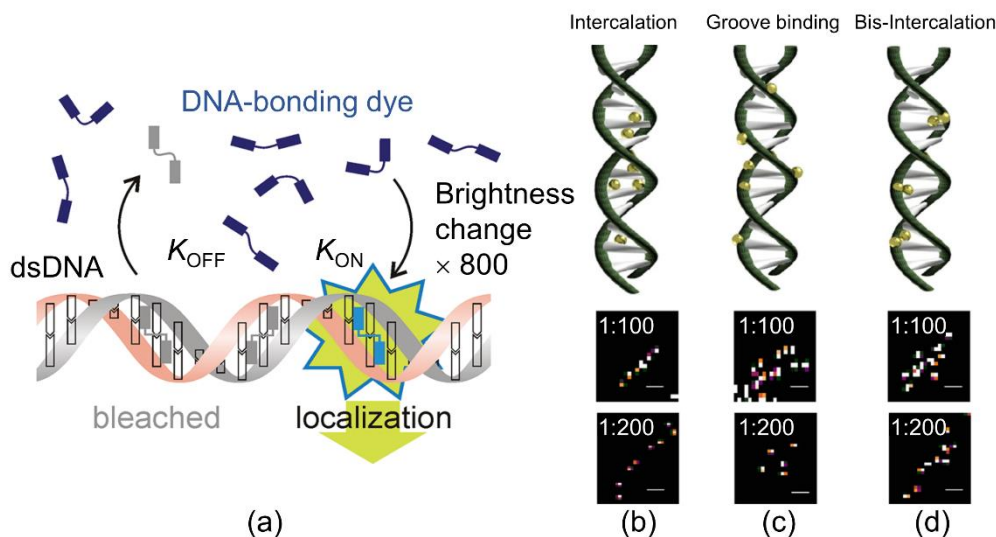 Intercalation
Groove binding
Bis-Intercalation
DNA-bonding dye
Brightness
change
× 800
dsDNA
KOFF
KON
bleached
localization
1:100
1:100
1:100
1:200
1:200
1:200
(a)
(b)
(c)
(d)